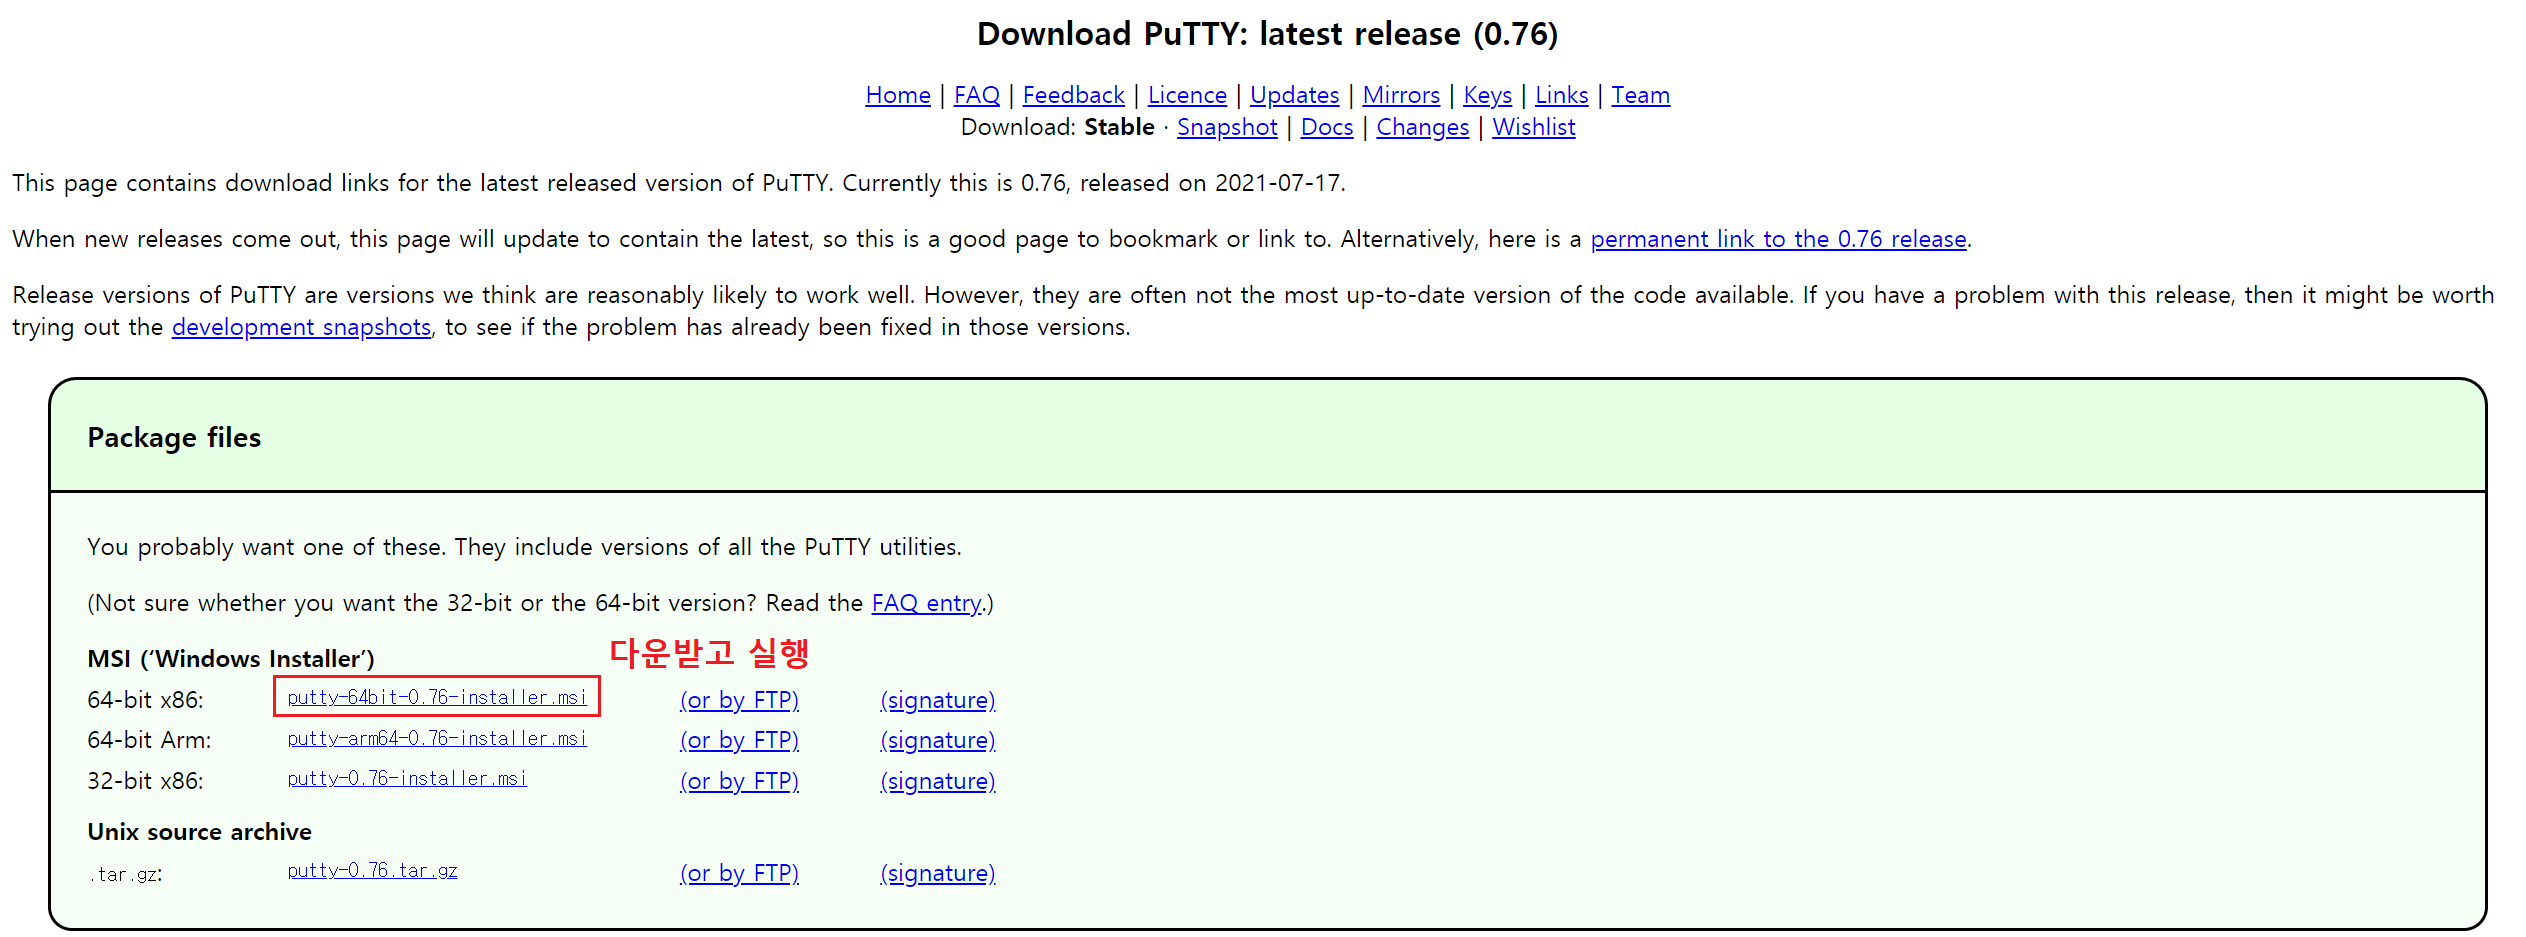 Download PuTTY: latest release (0.76)
Home | FAQ | Feedback | Licence | Updates | Mirrors | Keys | Links | Team
Download: Stable · Snapshot | Docs | Changes | Wishlist
This page contains download links for the latest released version of PuTTY. Currently this is 0.76, released on 2021-07-17.
When new releases come out, this page will update to contain the latest, so this is a good page to bookmark or link to. Alternatively, here is a permanent link to the 0.76 release.
Release versions of PuTTY are versions we think are reasonably likely to work well. However, they are often not the most up-to-date version of the code available. If you have a problem with this release, then it might be worth
trying out the development snapshots, to see if the problem has already been fixed in those versions.
Package files
You probably want one of these. They include versions of all the PuTTY utilities.
(Not sure whether you want the 32-bit or the 64-bit version? Read the FAQ entry.)
MSI (‘Windows Installer’) 다운받고 실행
64-bit x86: putty-64bit-0.76-installer.msi (or by FTP) (signature)
64-bit Arm: putty-arm64-0.76-installer.msi (or by FTP) (signature)
32-bit x86: putty-0.76-installer.msi (or by FTP) (signature)
Unix source archive
.tar.gz: putty-0.76.tar.gz (or by FTP) (signature)